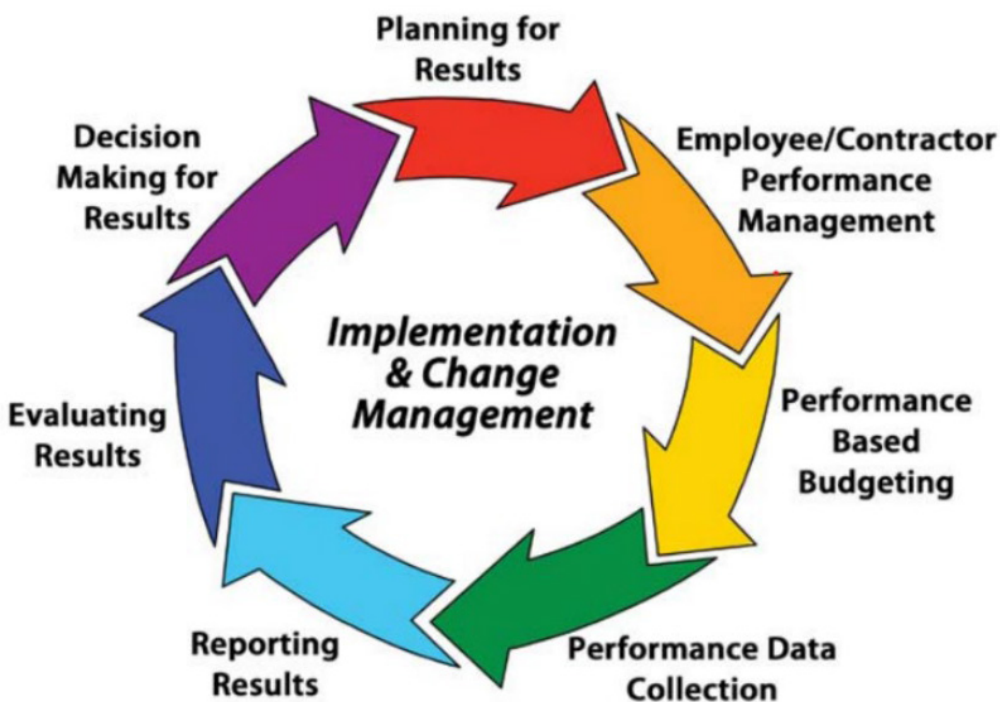 Planning for
Results
Employee/Contractor
Performance
Management
Performance
Based
Budgeting
Performance Data
Collection
Reporting
Results
Evaluating
Results
Decision
Making for
Results
Implementation
& Change
Management